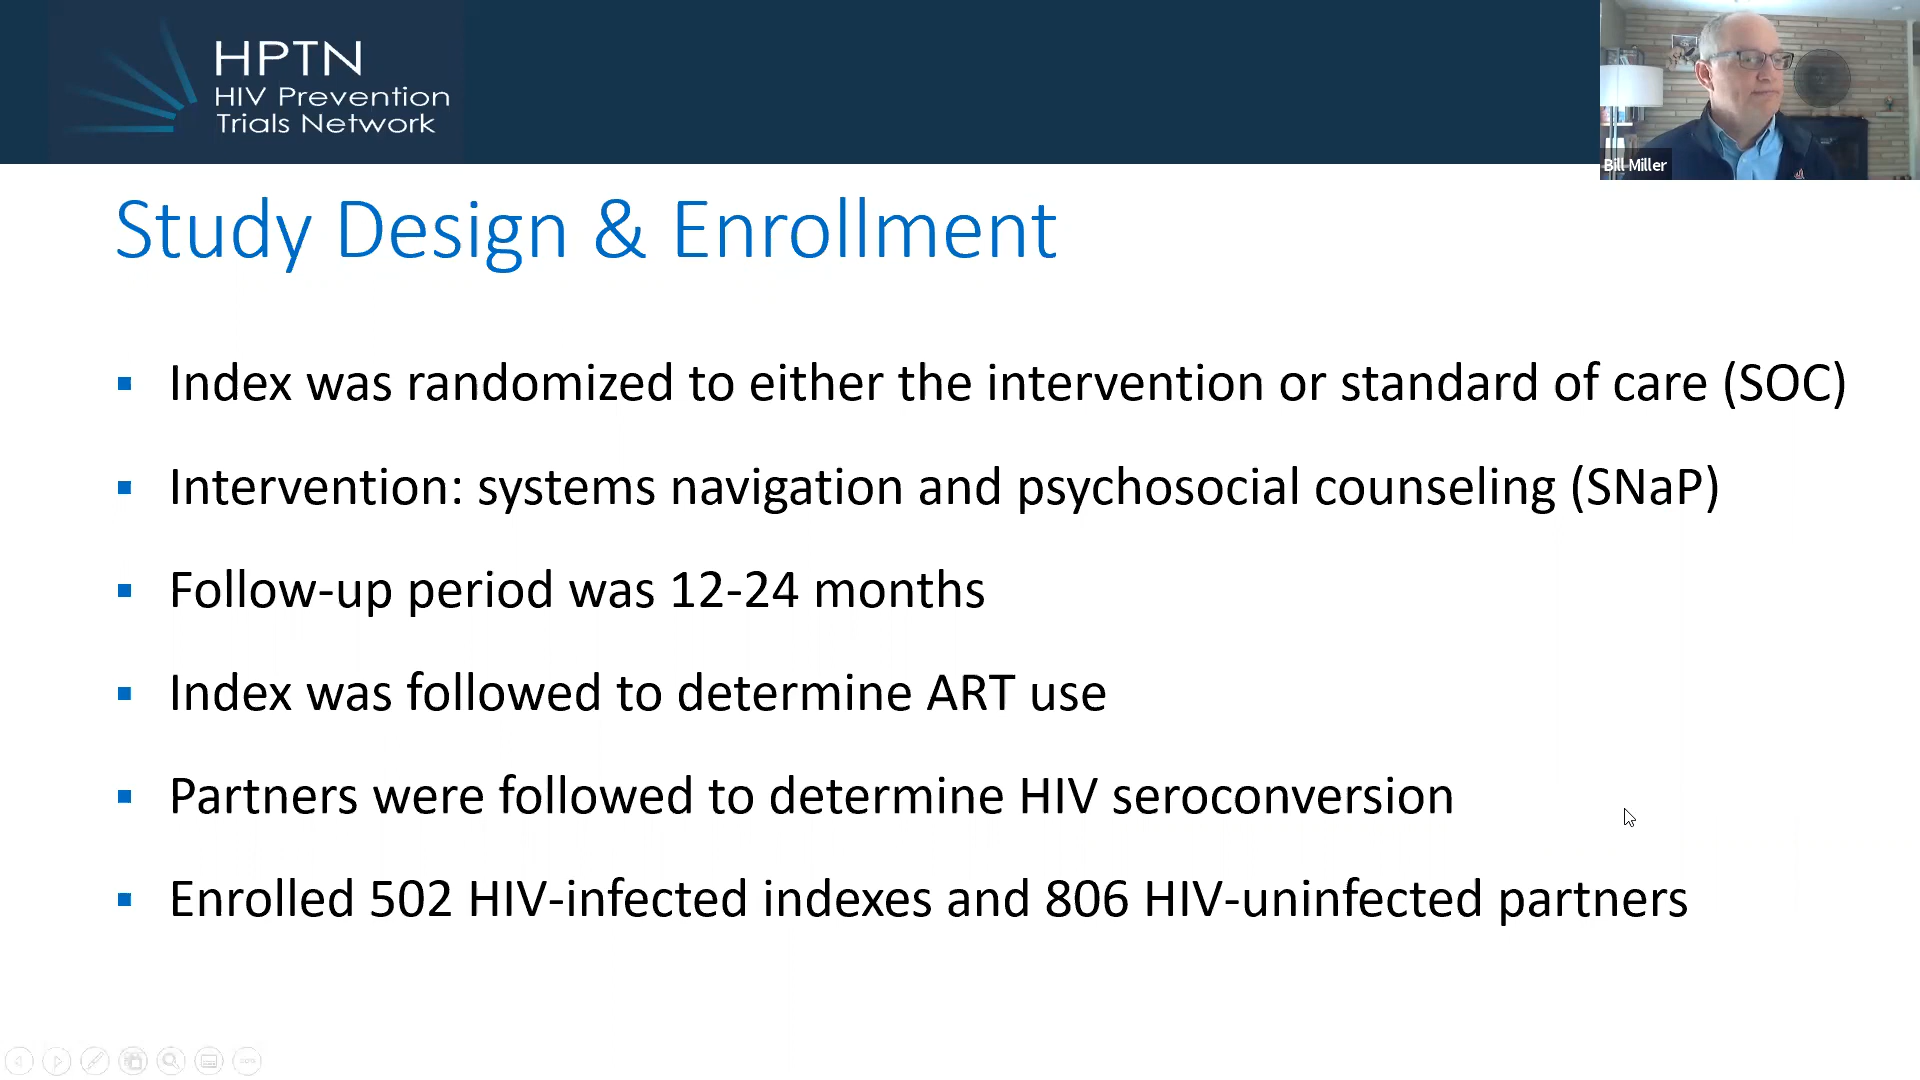 HPTN
HIV Prevention
Trials Network
Bill Miller
Study Design & Enrollment
▪ Index was randomized to either the intervention or standard of care (SOC)
▪ Intervention: systems navigation and psychosocial counseling (SNaP)
▪ Follow-up period was 12-24 months
▪ Index was followed to determine ART use
▪ Partners were followed to determine HIV seroconversion
▪ Enrolled 502 HIV-infected indexes and 806 HIV-uninfected partners